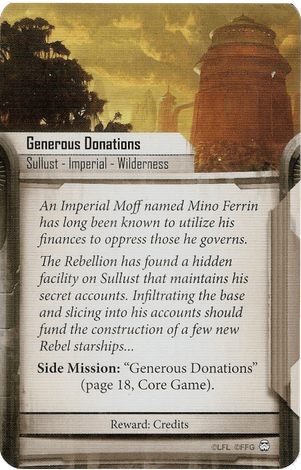 Generous Donations
Sullust - Imperial - Wilderness
An Imperial Moff named Mino Ferrin
has long been known to utilize his
finances to oppress those he governs.
The Rebellion has found a hidden
facility on Sullust that maintains his
secret accounts. Infiltrating the base
and slicing into his accounts should
fund the construction of a few new
Rebel starships...
Side Mission: “Generous Donations”
(page 18, Core Game).
Reward: Credits
©LFL ©FFG